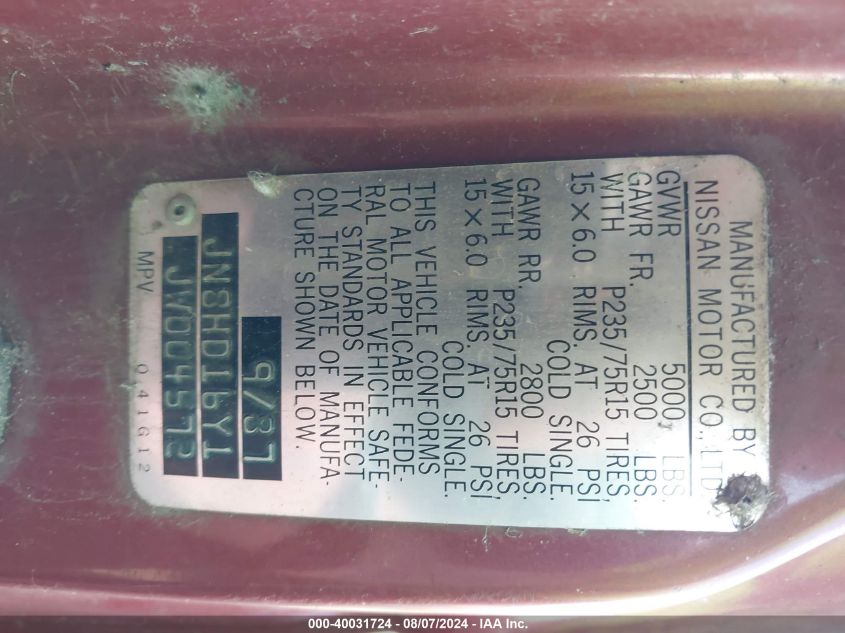 MANUFACTURED BY
NISSAN MOTOR CO., LTD
GVWR 5000 LBS.
GAWR FR. 2500 LBS.
WITH P235/75R15 TIRES,
15 × 6.0 RIMS. AT 26 PSI
COLD SINGLE.
GAWR RR. 2800 LBS.
WITH P235/75R15 TIRES,
15 × 6.0 RIMS. AT 26 PSI
COLD SINGLE.
THIS VEHICLE CONFORMS
TO ALL APPLICABLE FEDE-
RAL MOTOR VEHICLE SAFE-
TY STANDARDS IN EFFECT
ON THE DATE OF MANUFA-
CTURE SHOWN BELOW.
9/87
JN8HD16Y1
JW004572
MPV 041G12
000-40031724 — 08/07/2024 - IAA Inc.